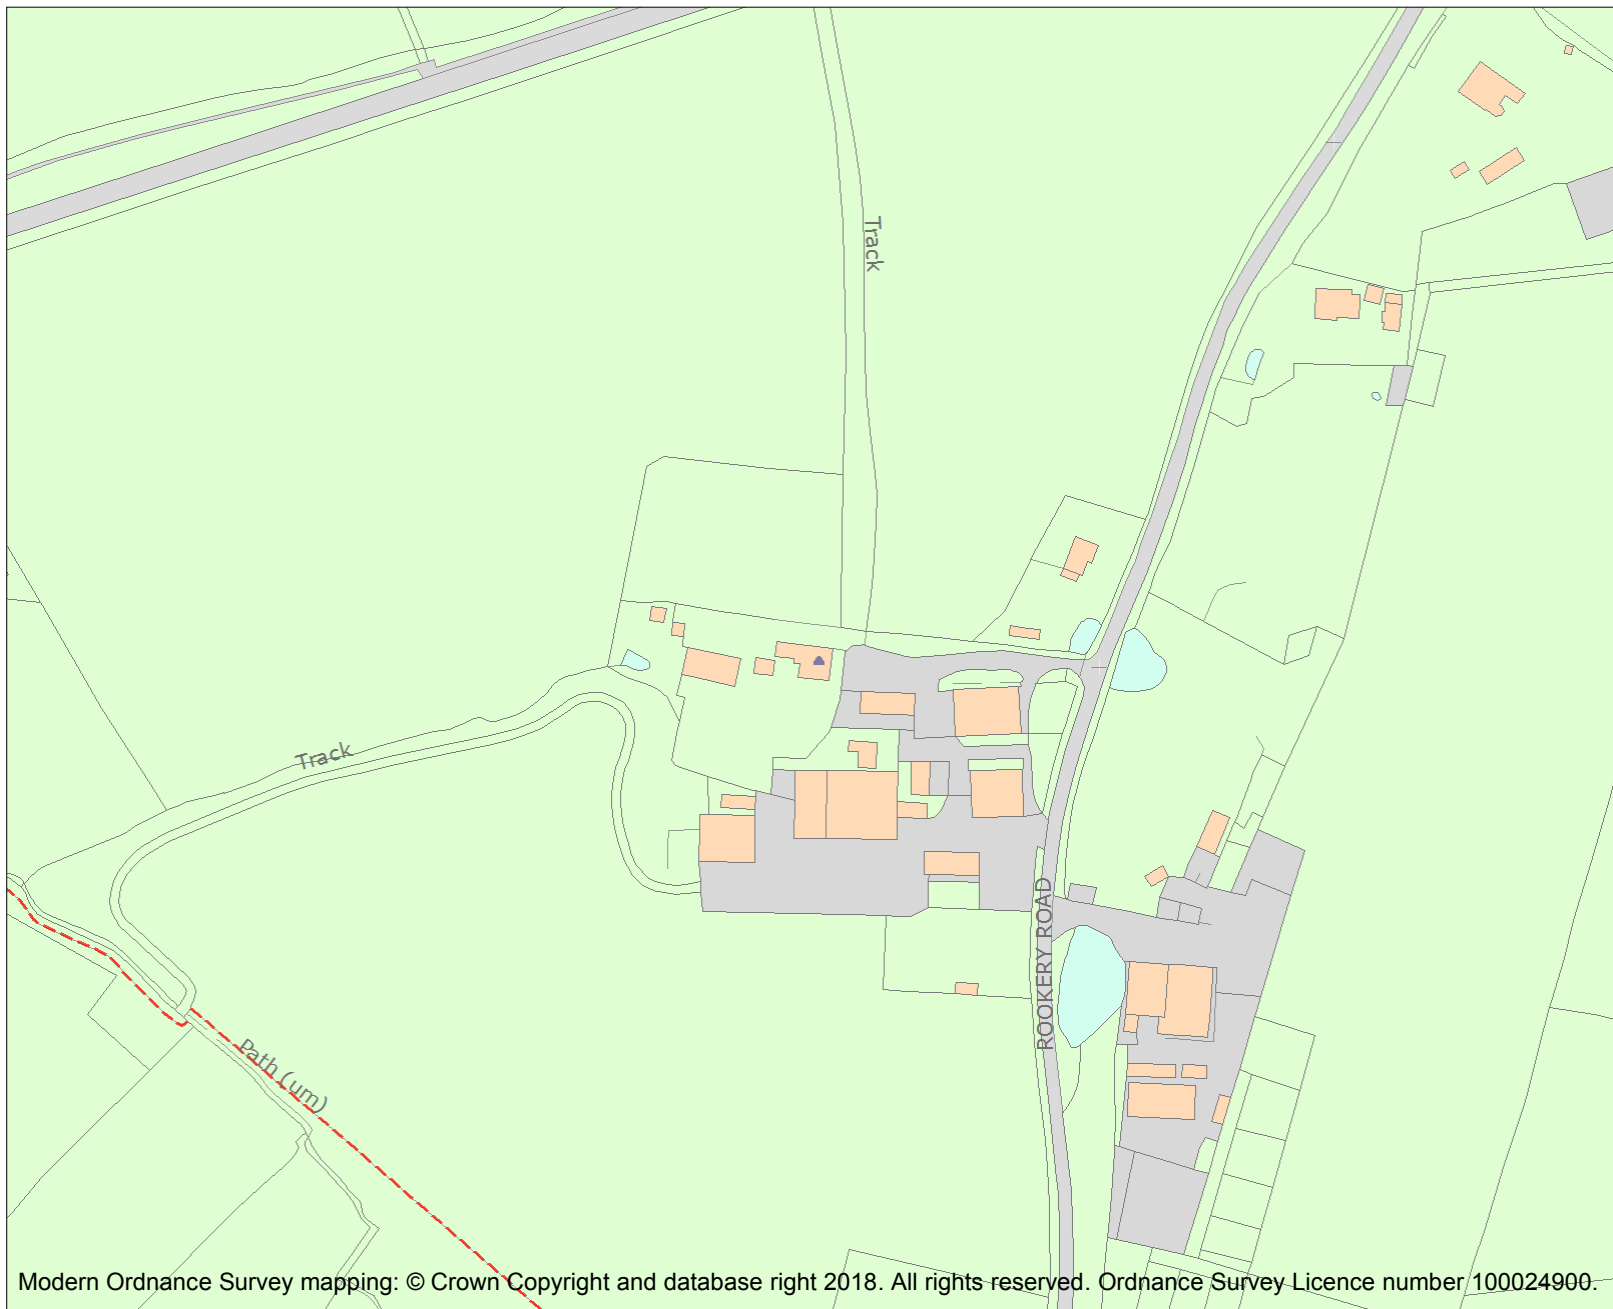 Track
Track
ROOKERY ROAD
Path (um)
Modern Ordnance Survey mapping: © Crown Copyright and database right 2018. All rights reserved. Ordnance Survey Licence number 100024900.